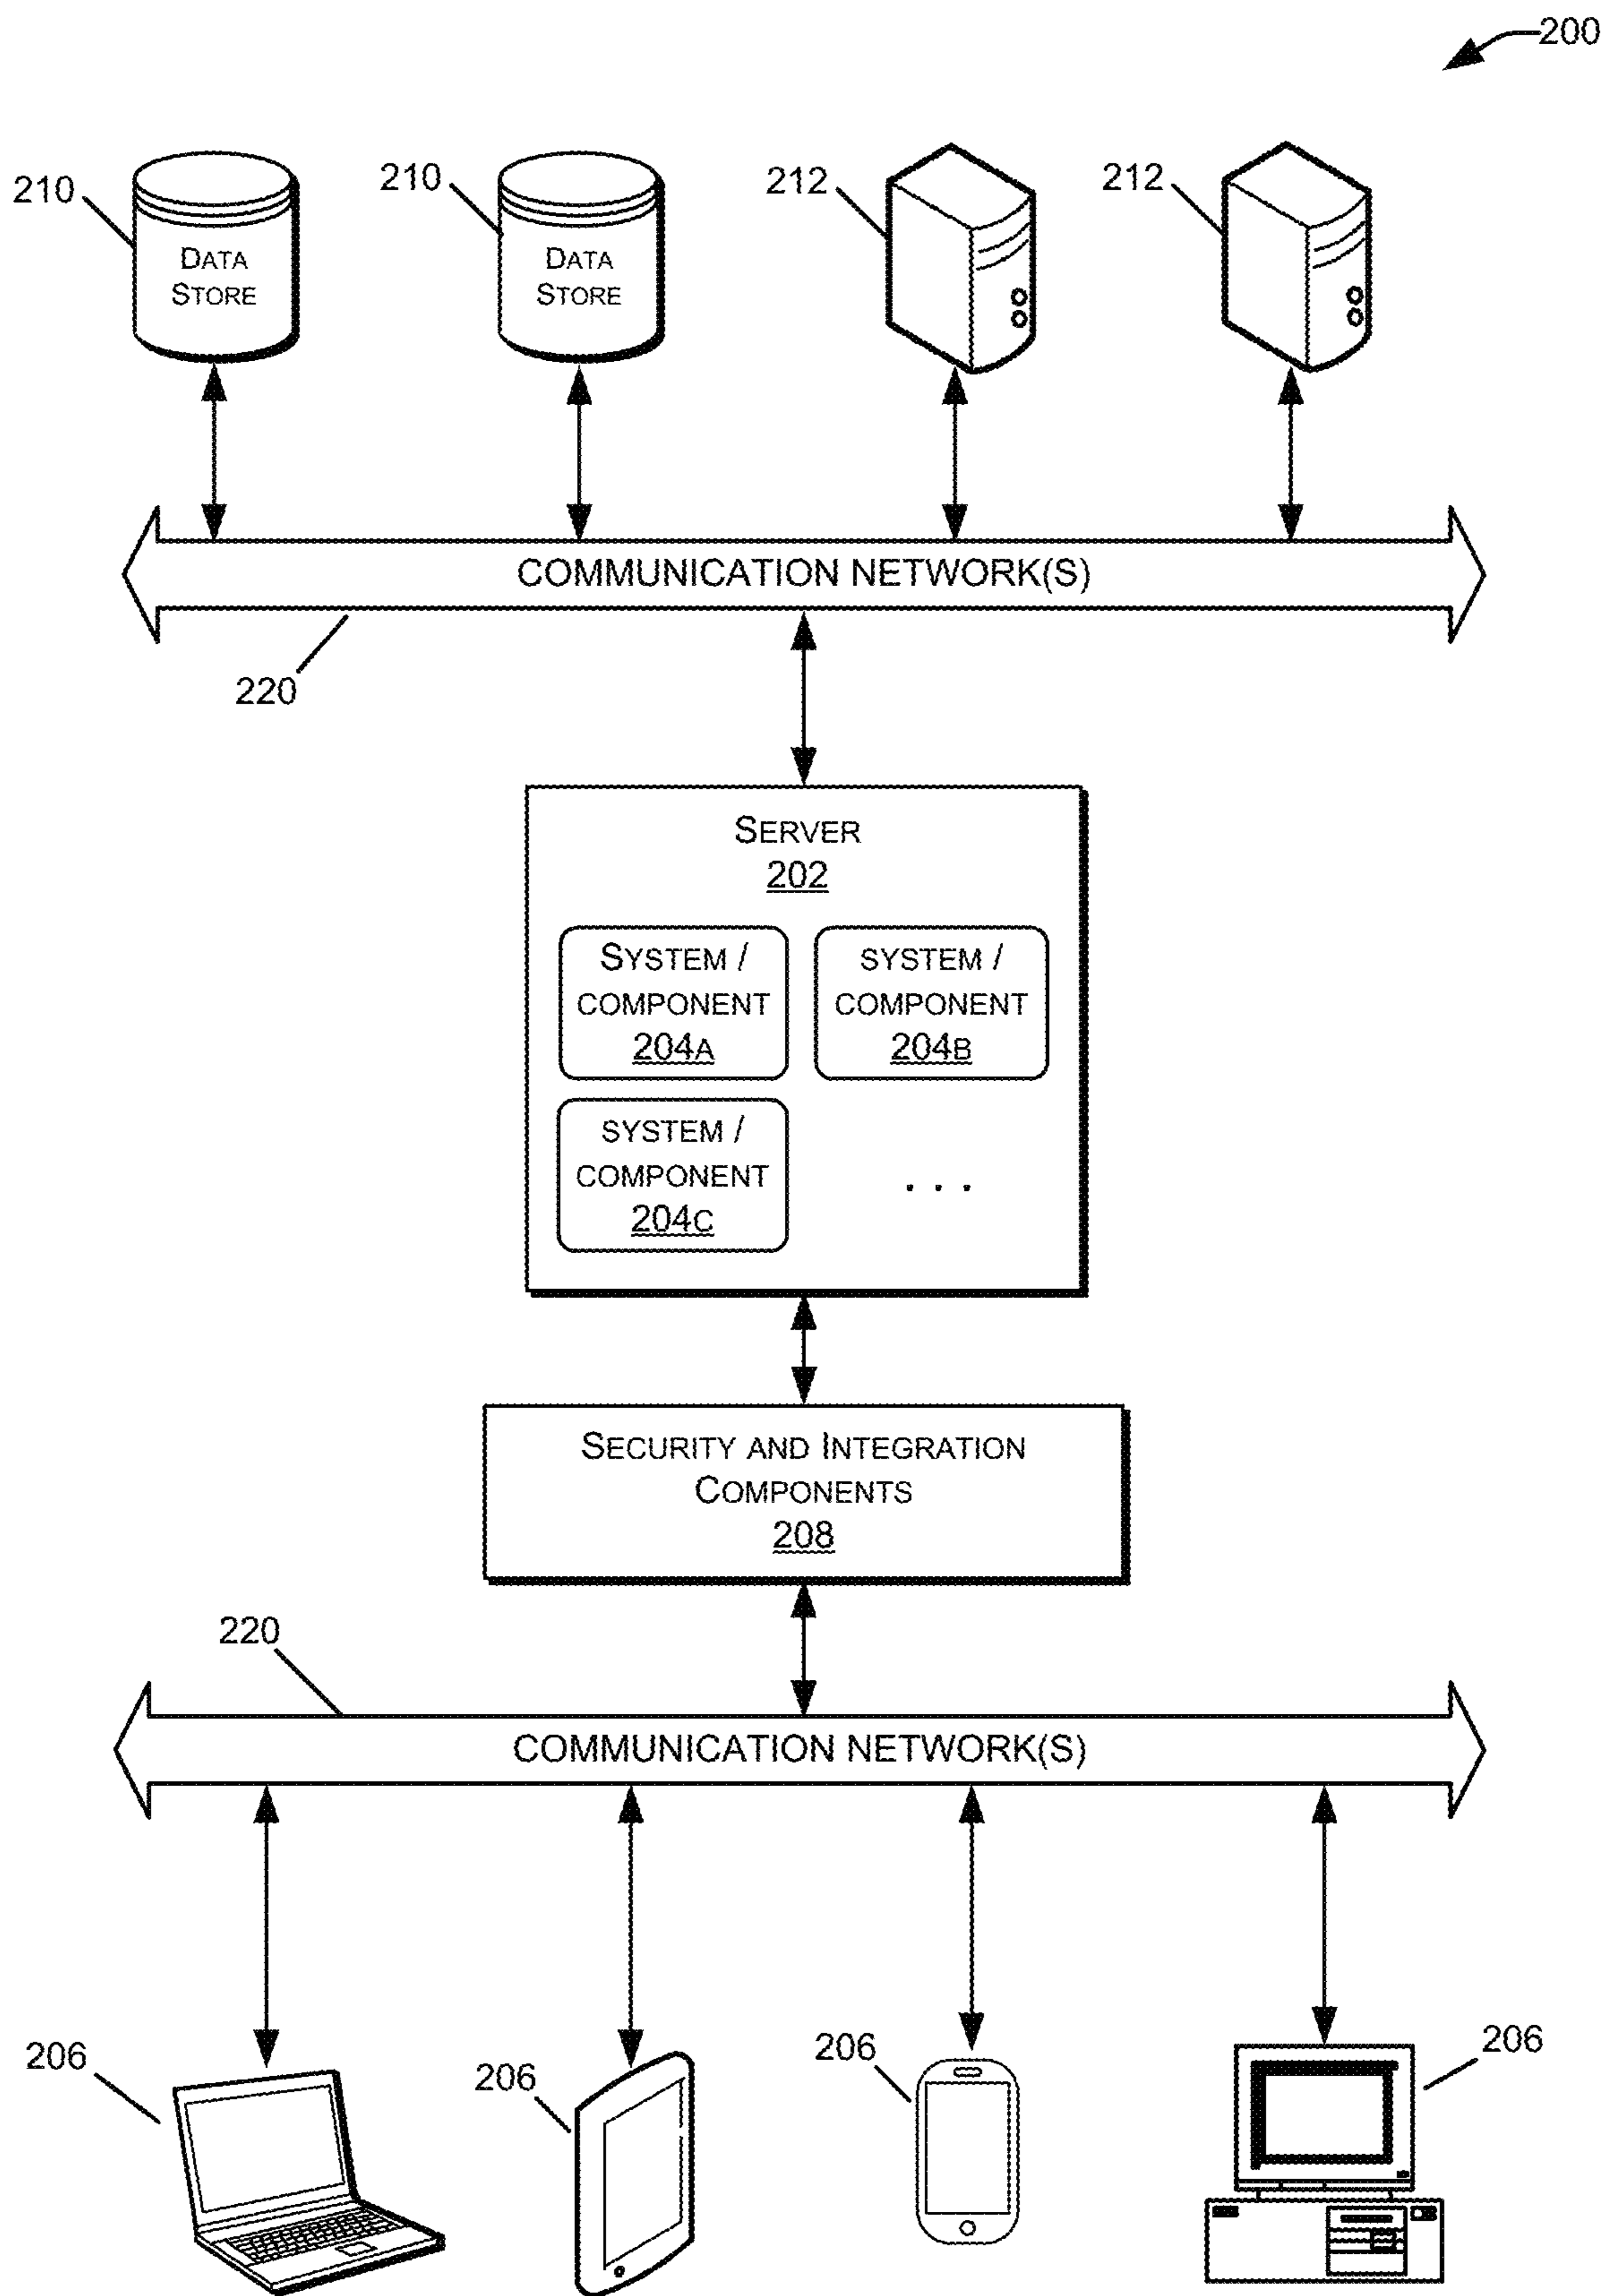 200
210
210
212
212
DATA
STORE
DATA
STORE
COMMUNICATION NETWORK(S)
220
SERVER
202
SYSTEM /
COMPONENT
204A
SYSTEM /
COMPONENT
204B
SYSTEM /
COMPONENT
204C
. . .
SECURITY AND INTEGRATION
COMPONENTS
208
220
COMMUNICATION NETWORK(S)
206
206
206
206